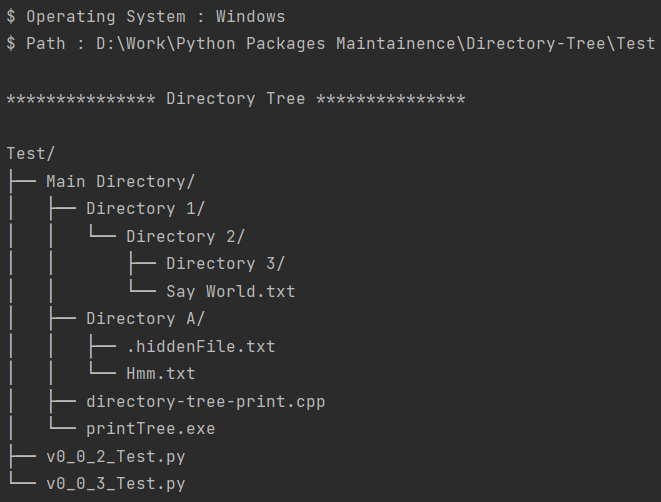 $ Operating System : Windows
$ Path : D:\Work\Python Packages Maintainence\Directory-Tree\Test
*************** Directory Tree ***************
Test/
├── Main Directory/
│   ├── Directory 1/
│   │   └── Directory 2/
│   │       ├── Directory 3/
│   │       └── Say World.txt
│   ├── Directory A/
│   │   ├── .hiddenFile.txt
│   │   └── Hmm.txt
│   ├── directory-tree-print.cpp
│   └── printTree.exe
├── v0_0_2_Test.py
└── v0_0_3_Test.py